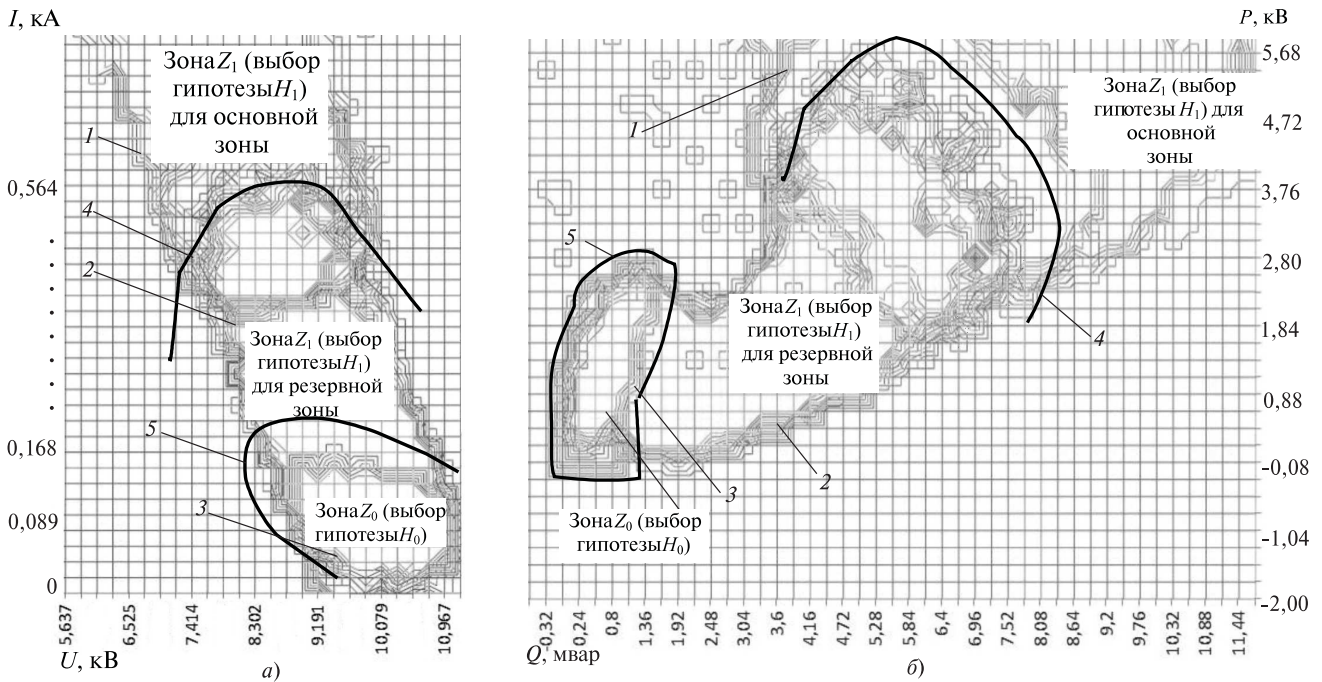 I, кА
Зона Z₁ (выбор
гипотезы H₁)
для основной
зоны
1
0,564
4
2
Зона Z₁ (выбор
гипотезы H₁)
для резервной
зоны
5
0,168
3
Зона Z₀ (выбор
гипотезы H₀)
0,089
0
5,637
6,525
7,414
8,302
9,191
10,079
10,967
U, кВ
а)
P, кВ
5,68
4,72
3,76
2,80
1,84
0,88
-0,08
-1,04
-2,00
Зона Z₁ (выбор
гипотезы H₁) для
основной
зоны
1
5
Зона Z₁ (выбор
гипотезы H₁)
для резервной
зоны
4
3
2
Зона Z₀ (выбор
гипотезы H₀)
-0,32
0,24
0,8
1,36
1,92
2,48
3,04
3,6
4,16
4,72
5,28
5,84
6,4
6,96
7,52
8,08
8,64
9,2
9,76
10,32
10,88
11,44
Q, мвар
б)